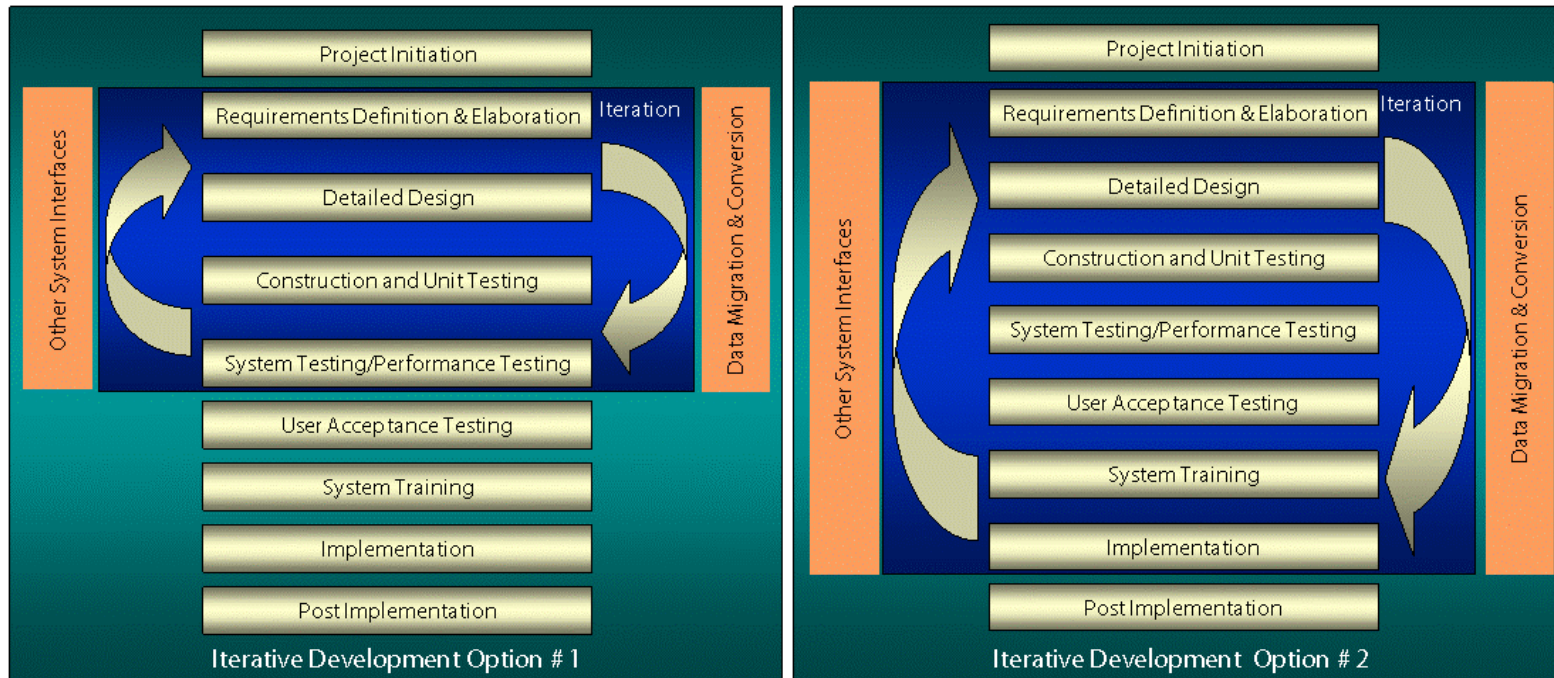 Project Initiation
Other System Interfaces
Requirements Definition & Elaboration
Iteration
Data Migration & Conversion
Detailed Design
Construction and Unit Testing
System Testing/Performance Testing
User Acceptance Testing
System Training
Implementation
Post Implementation
Iterative Development Option # 1
Project Initiation
Other System Interfaces
Requirements Definition & Elaboration
Iteration
Data Migration & Conversion
Detailed Design
Construction and Unit Testing
System Testing/Performance Testing
User Acceptance Testing
System Training
Implementation
Post Implementation
Iterative Development Option # 2